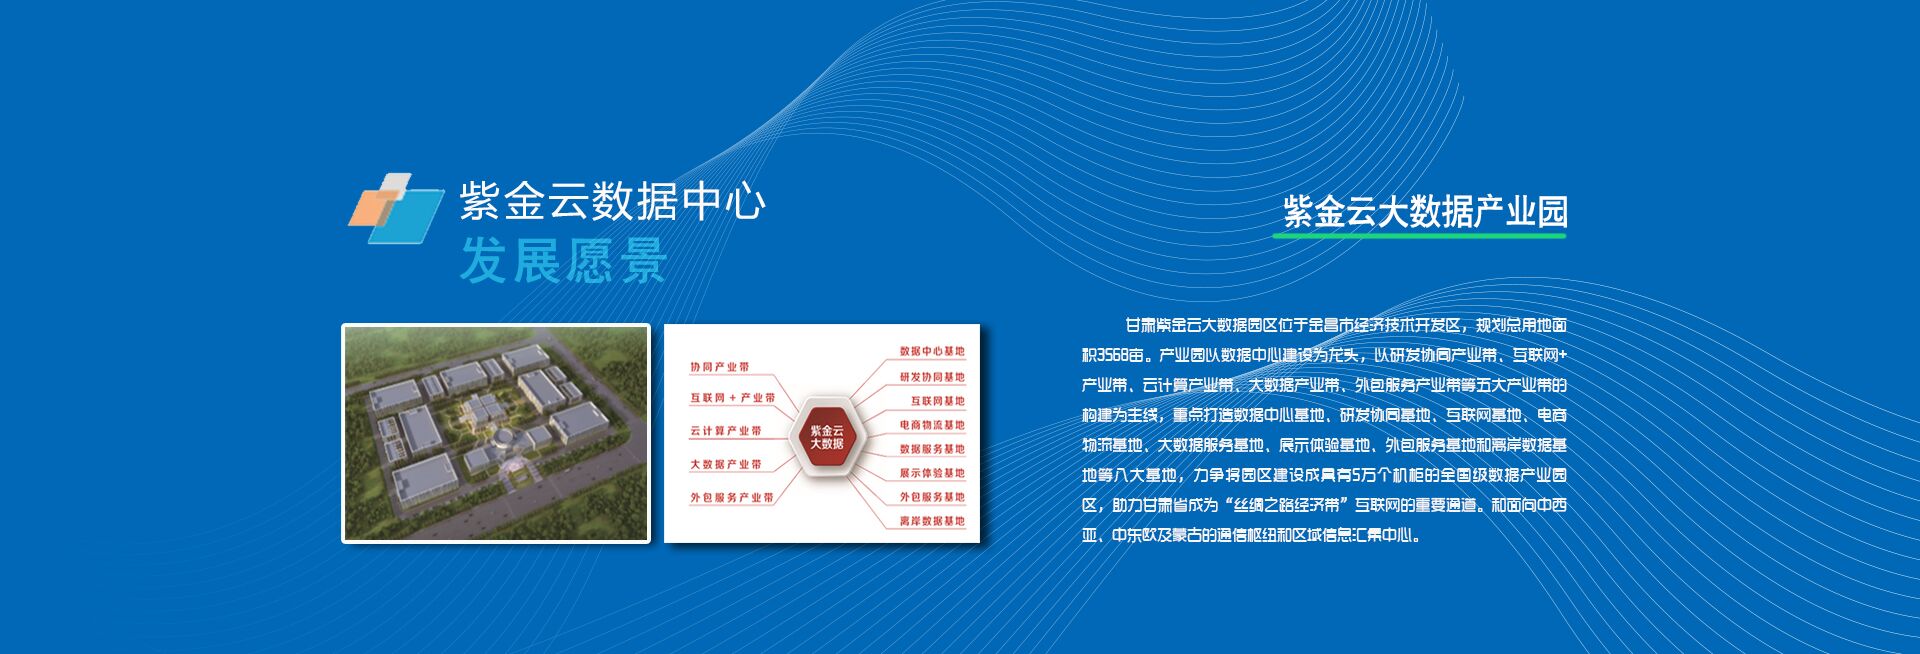 紫金云数据中心
发展愿景
协同产业带
互联网+产业带
云计算产业带
大数据产业带
外包服务产业带
紫金云
大数据
数据中心基地
研发协同基地
互联网基地
电商物流基地
数据服务基地
展示体验基地
外包服务基地
离岸数据基地
紫金云大数据产业园
甘肃紫金云大数据园区位于金昌市经济技术开发区，规划总用地面
积3568亩。产业园以数据中心建设为龙头，以研发协同产业带、互联网+
产业带、云计算产业带、大数据产业带、外包服务产业带等五大产业带的
构建为主线，重点打造数据中心基地、研发协同基地、互联网基地、电商
物流基地、大数据服务基地、展示体验基地、外包服务基地和离岸数据基
地等八大基地，力争将园区建设成具有5万个机柜的全国级数据产业园
区，助力甘肃省成为“丝绸之路经济带”互联网的重要通道。和面向中西
亚、中东欧及蒙古的通信枢纽和区域信息汇集中心。